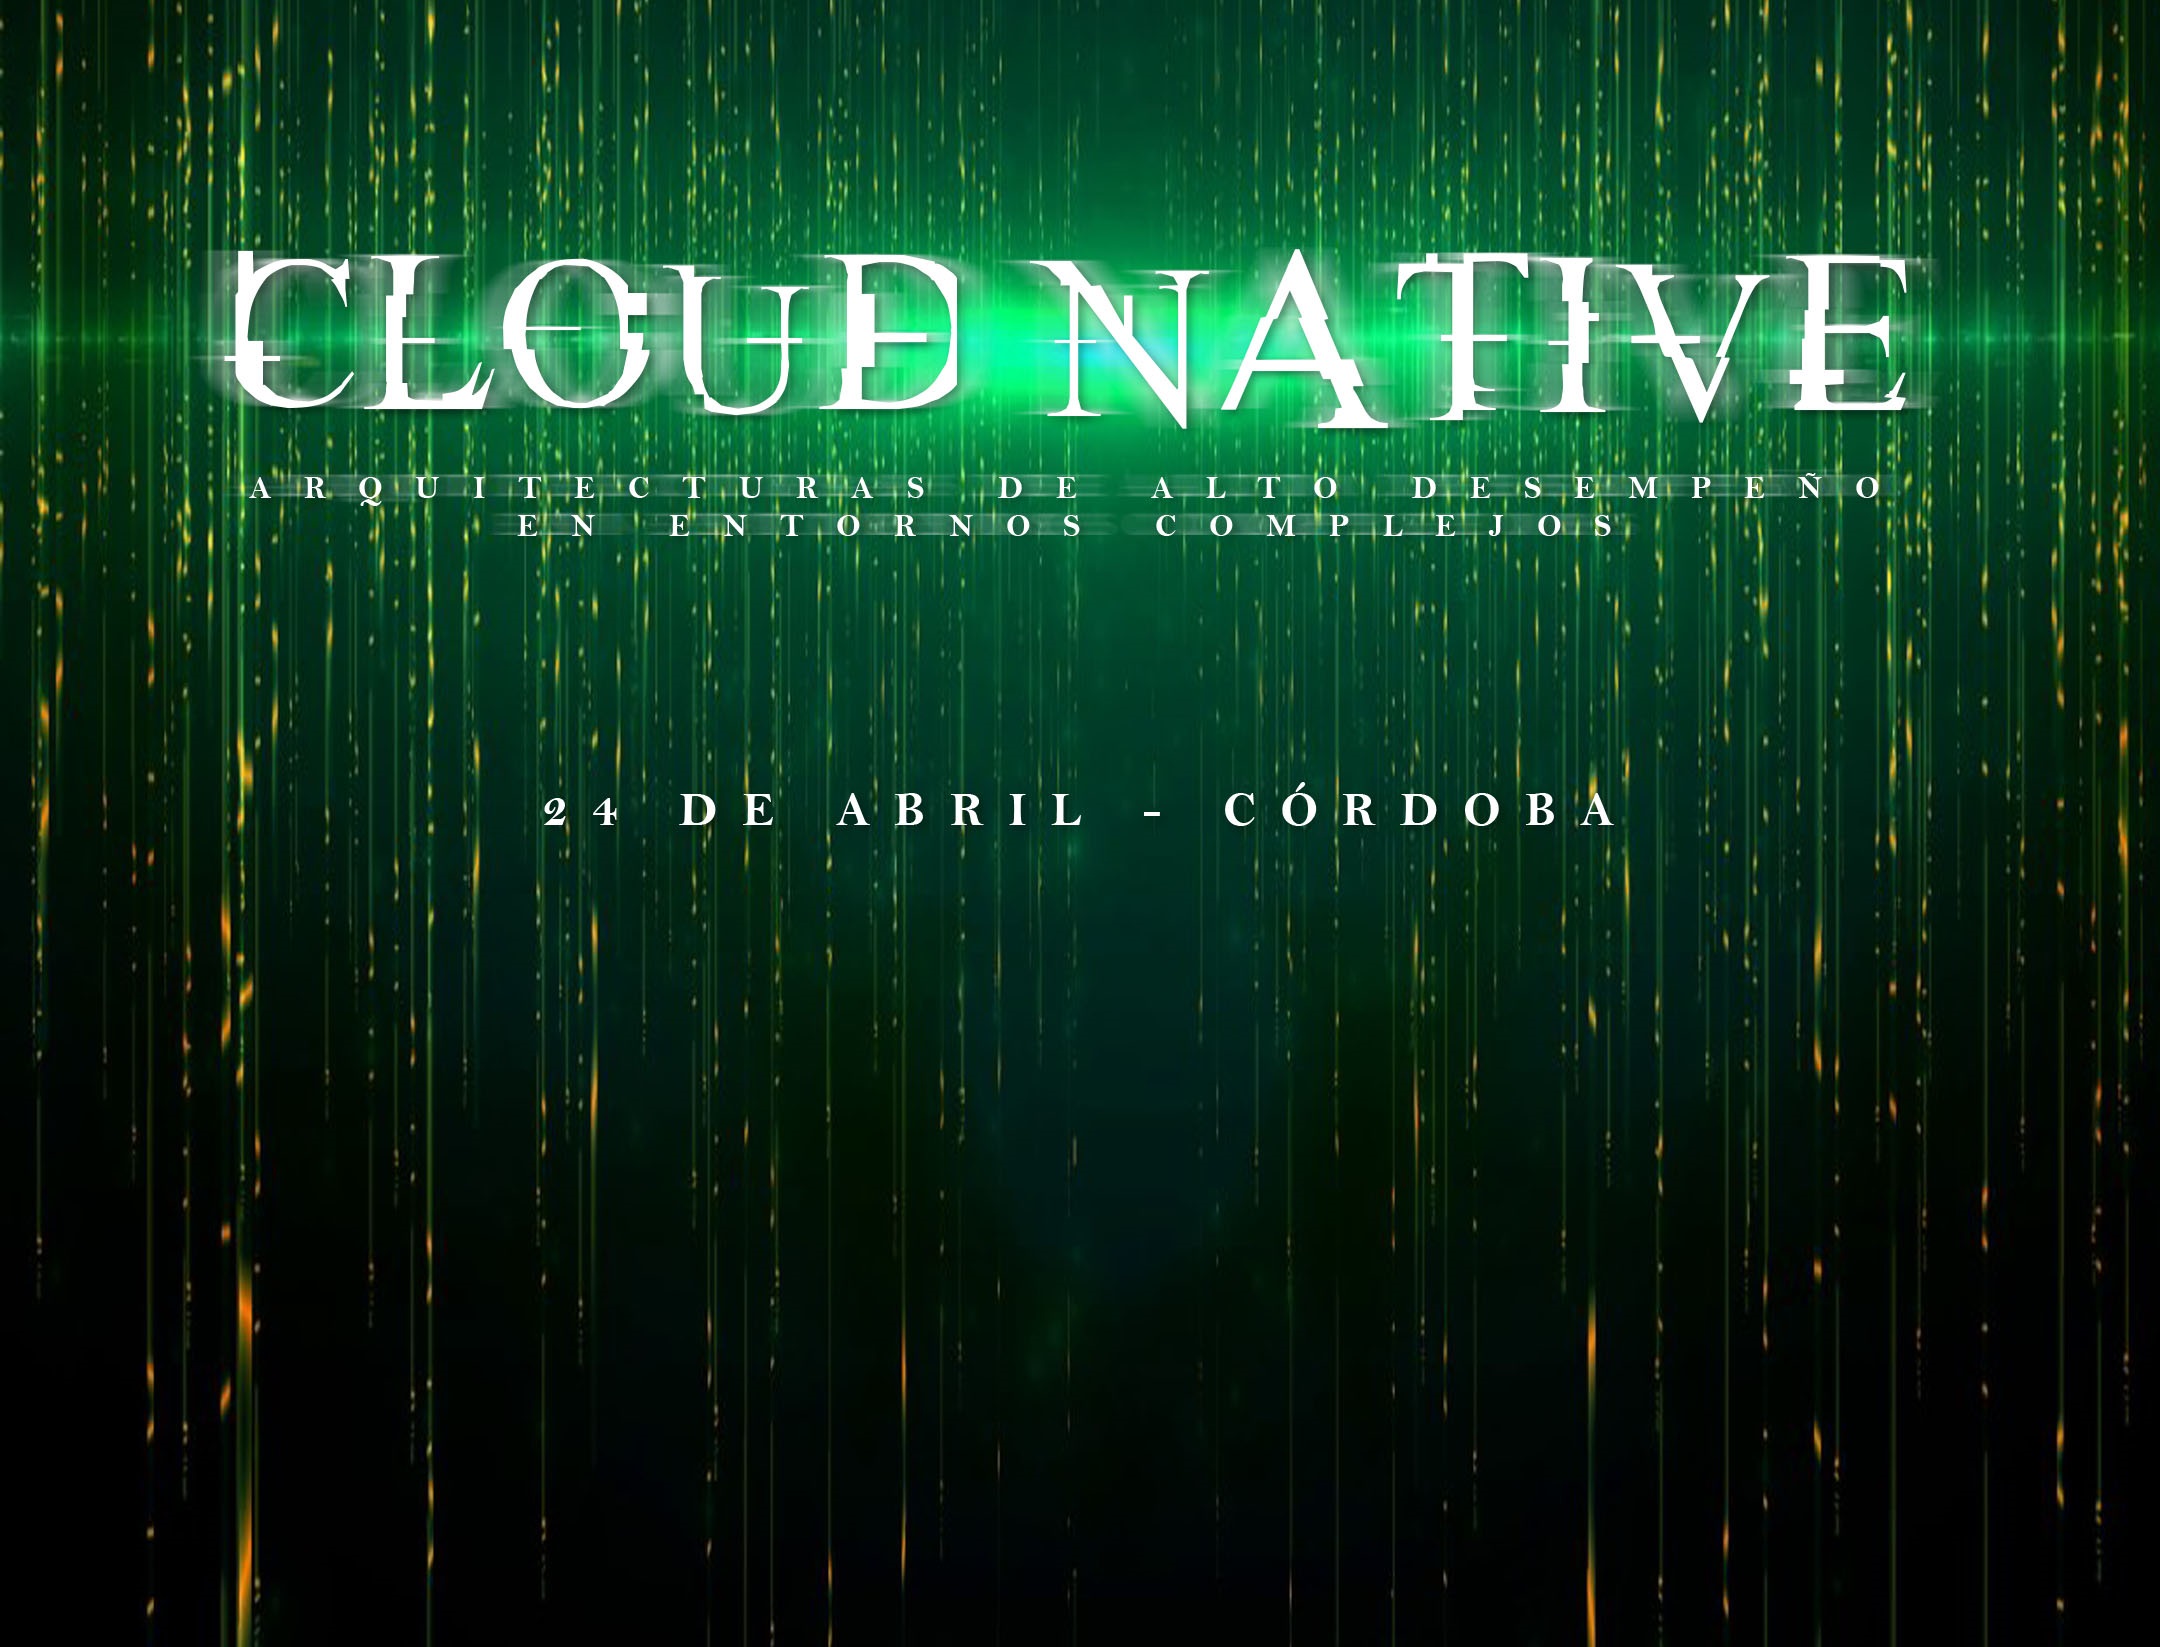 CLOUD NATIVE
ARQUITECTURAS DE ALTO DESEMPEÑO
EN ENTORNOS COMPLEJOS
24 DE ABRIL - CÓRDOBA